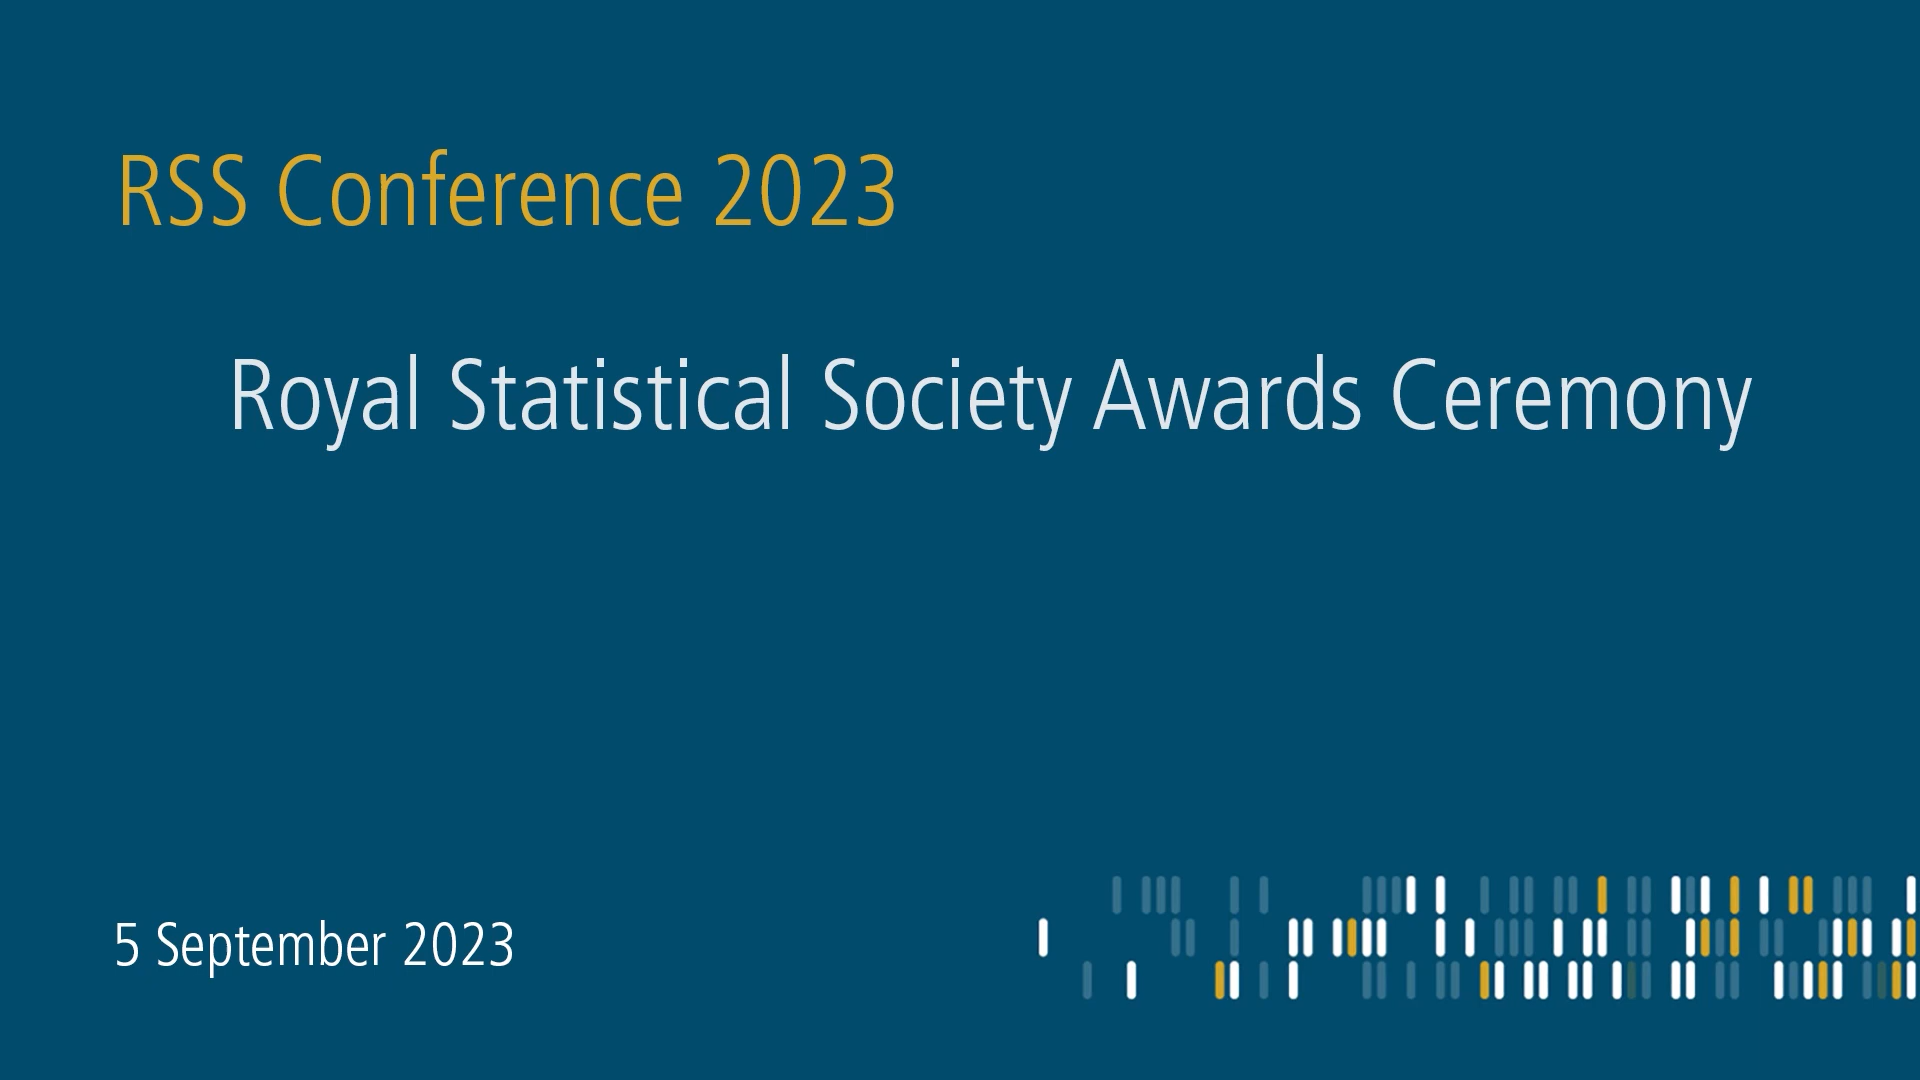 RSS Conference 2023
Royal Statistical Society Awards Ceremony
5 September 2023